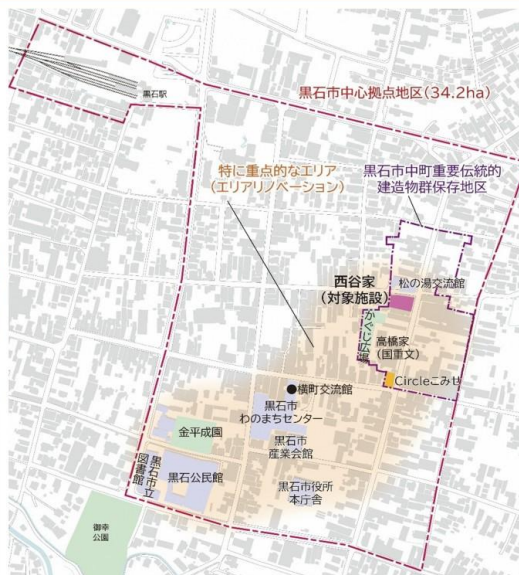 黒石駅
黒石市中心拠点地区(34.2ha)
特に重点的なエリア
(エリアリノベーション)
黒石市中町重要伝統的
建造物群保存地区
西谷家
(対象施設)
松の湯交流館
かぐじ広場
高橋家
(国重文)
Circleこみせ
●横町交流館
黒石市
わのまちセンター
金平成園
黒石市
産業会館
黒石市立
図書館
黒石公民館
黒石市役所
本庁舎
御幸
公園